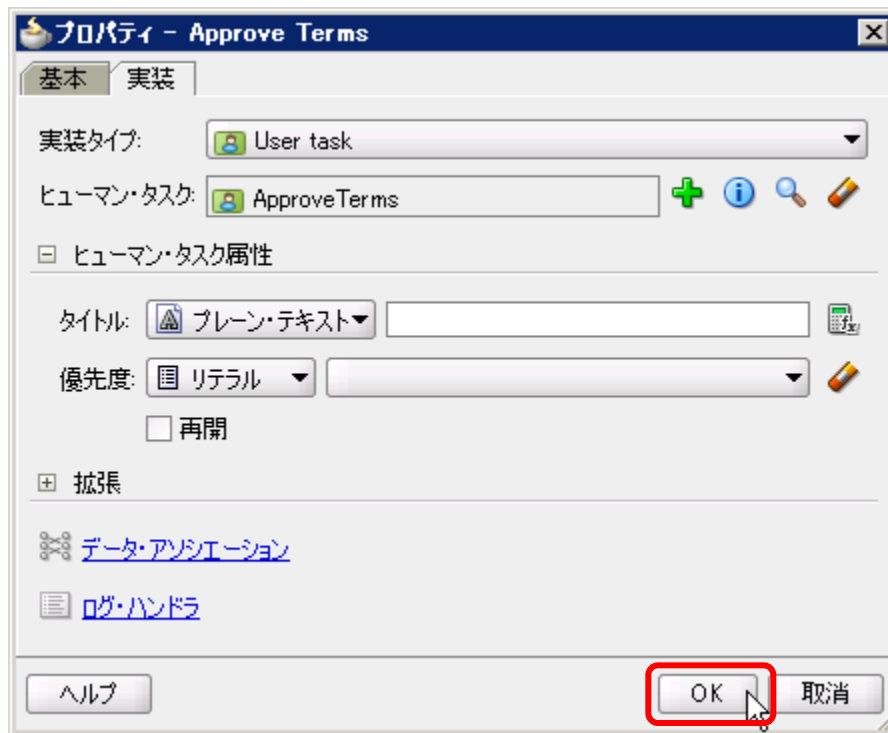 プロパティ - Approve Terms
基本 実装
実装タイプ: User task
ヒューマン・タスク: ApproveTerms
ヒューマン・タスク属性
タイトル: プレーン・テキスト
優先度: リテラル
再開
拡張
データ・アソシエーション
ログ・ハンドラ
ヘルプ OK 取消